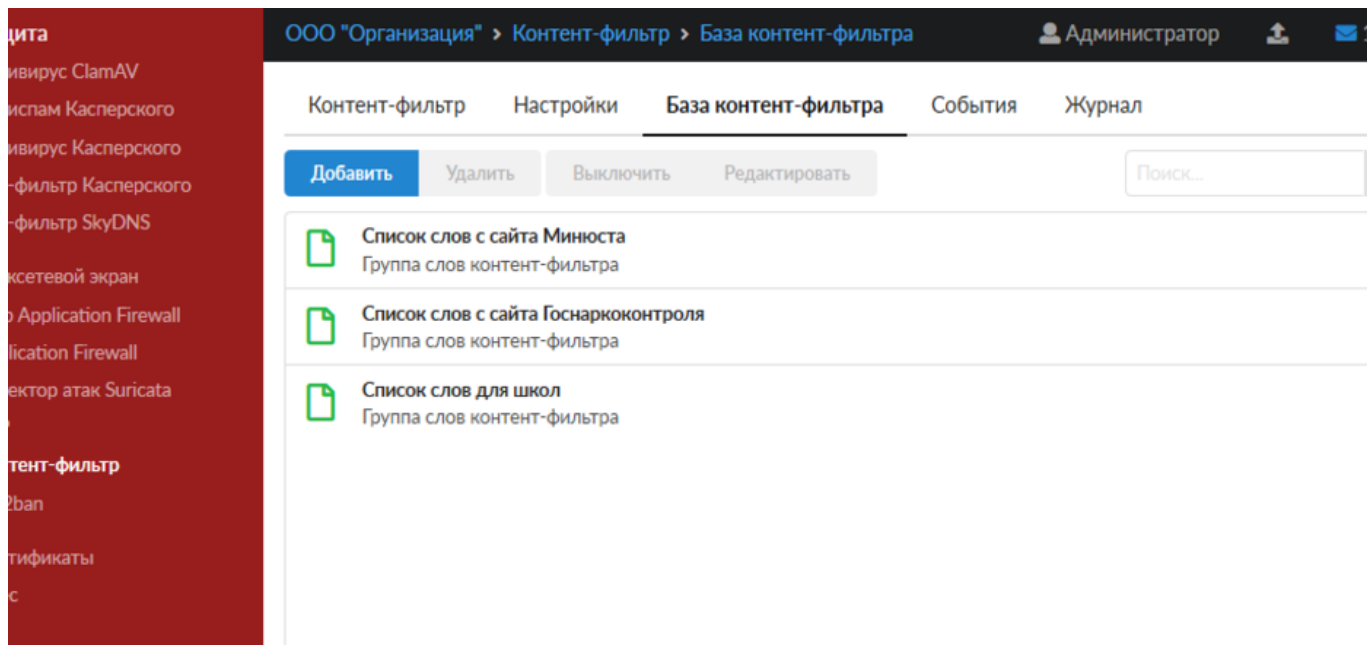 щита
ивирус ClamAV
испам Касперского
ивирус Касперского
-фильтр Касперского
-фильтр SkyDNS
ксетевой экран
Application Firewall
lication Firewall
ектор атак Suricata
тент-фильтр
2ban
тификаты
с
ООО "Организация" > Контент-фильтр > База контент-фильтра Администратор
Контент-фильтр Настройки База контент-фильтра События Журнал
Добавить Удалить Выключить Редактировать Поиск...
Список слов с сайта Минюста
Группа слов контент-фильтра
Список слов с сайта Госнаркоконтроля
Группа слов контент-фильтра
Список слов для школ
Группа слов контент-фильтра